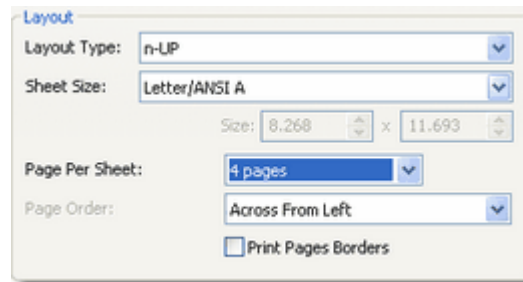 Layout
Layout Type: n-UP
Sheet Size: Letter/ANSI A
Size: 8.268 x 11.693
Page Per Sheet: 4 pages
Page Order: Across From Left
Print Pages Borders